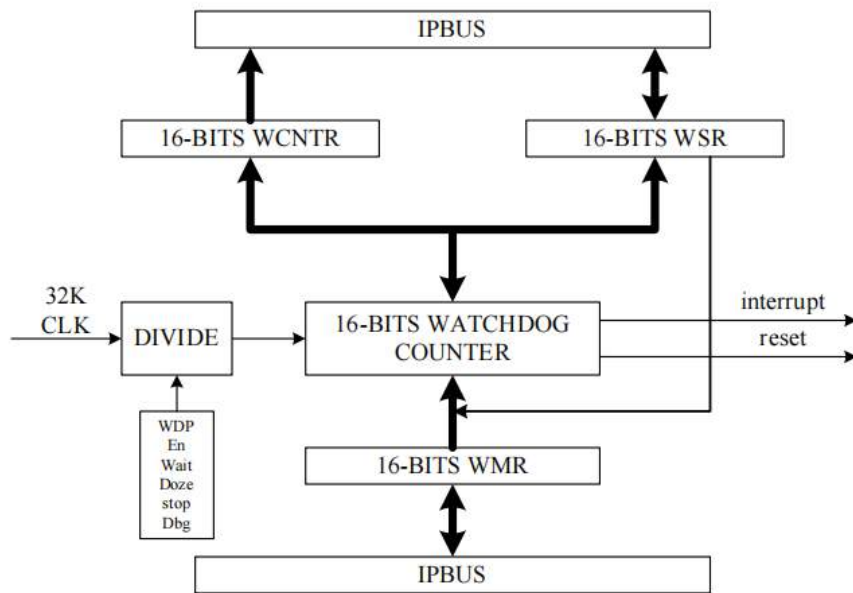 IPBUS
16-BITS WCNTR
16-BITS WSR
32K
CLK
DIVIDE
16-BITS WATCHDOG
COUNTER
interrupt
reset
WDP
En
Wait
Doze
stop
Dbg
16-BITS WMR
IPBUS